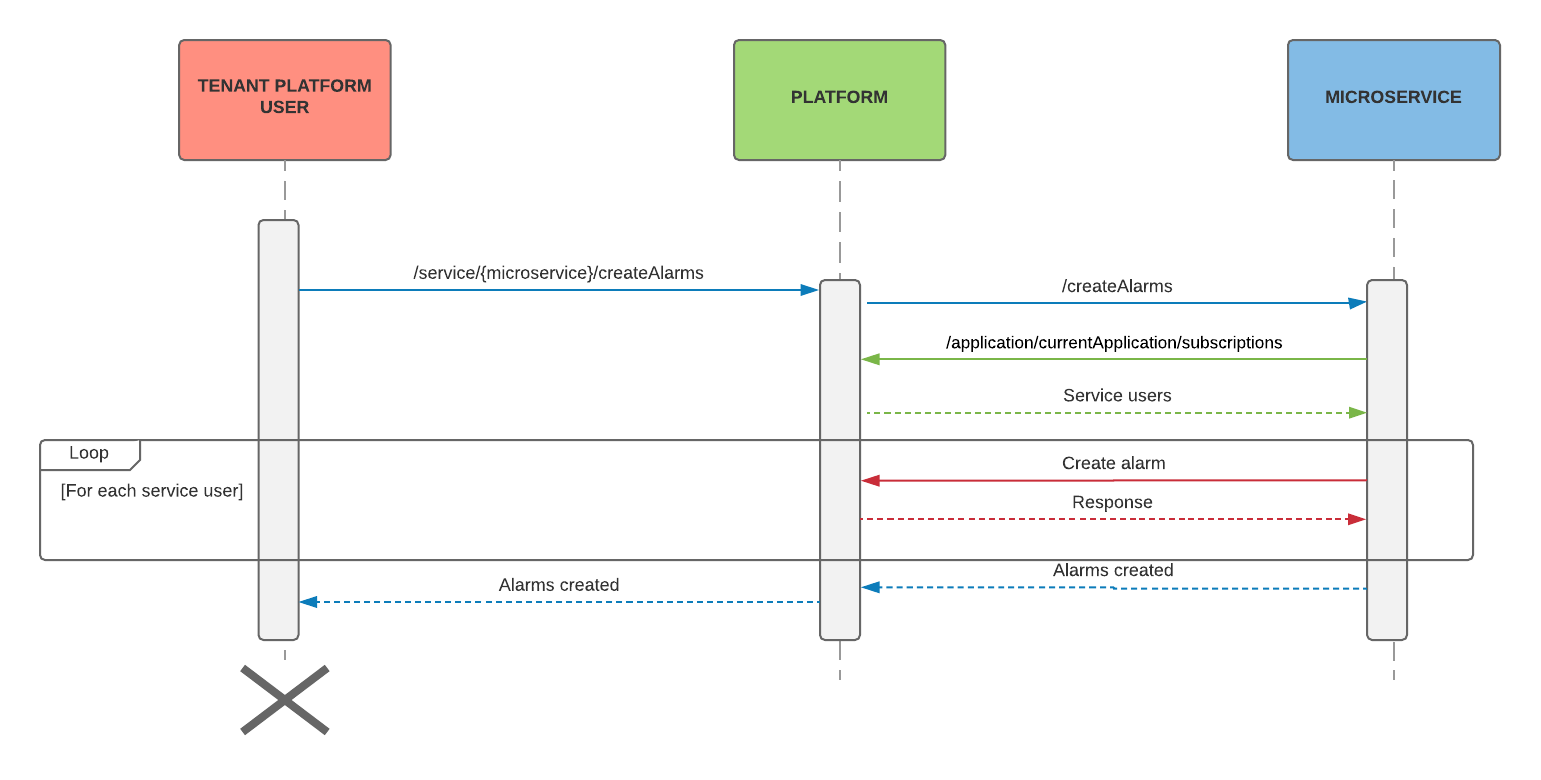 TENANT PLATFORM
USER
PLATFORM
MICROSERVICE
/service/{microservice}/createAlarms
/createAlarms
/application/currentApplication/subscriptions
Service users
Loop
Create alarm
[For each service user]
Response
Alarms created
Alarms created